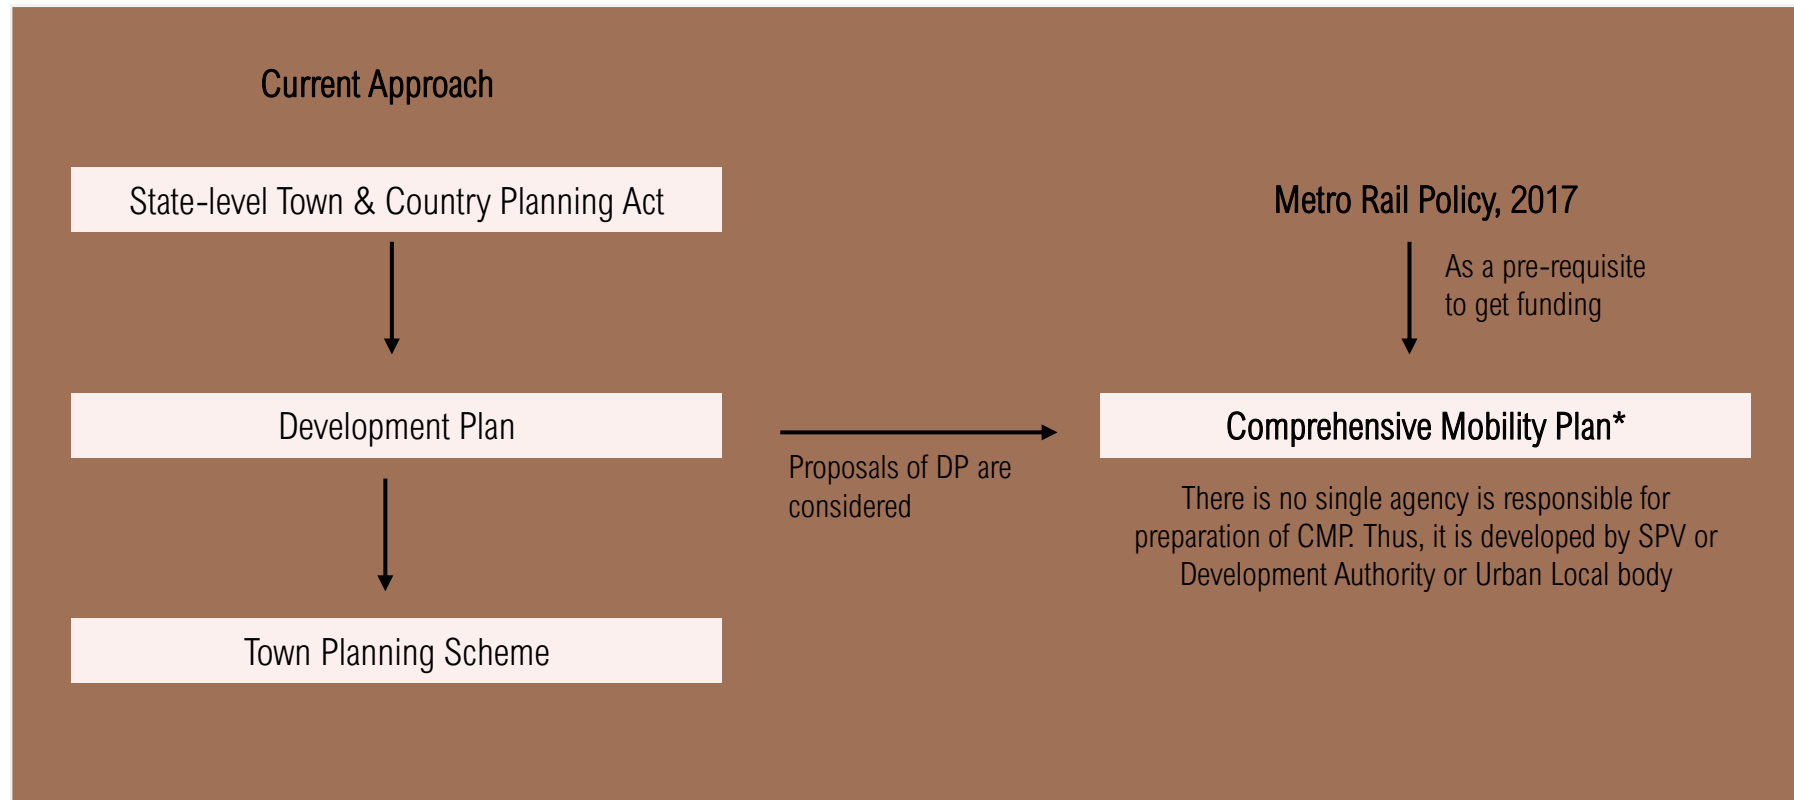 Current Approach
State-level Town & Country Planning Act
Development Plan
Town Planning Scheme
Proposals of DP are
considered
Metro Rail Policy, 2017
As a pre-requisite
to get funding
Comprehensive Mobility Plan*
There is no single agency is responsible for
preparation of CMP. Thus, it is developed by SPV or
Development Authority or Urban Local body